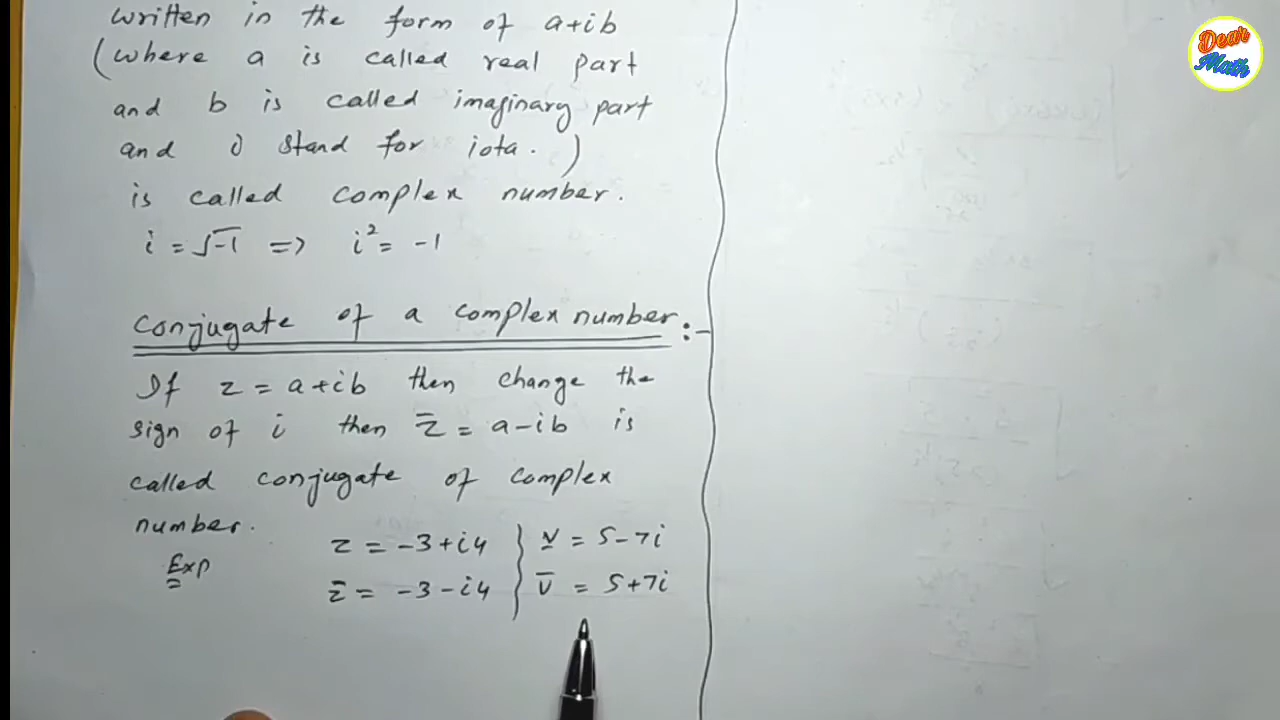 written in the form of a+ib
(where a is called real part
and b is called imaginary part
and i stand for iota.)
is called complex number.
i = √-1 => i² = -1
Conjugate of a complex number :-
If z = a+ib then change the
sign of i then z̅ = a-ib is
called conjugate of complex
number.
Exp
z = -3+i4 } v = 5-7i
z̅ = -3-i4 } v̅ = 5+7i
Dear
Math